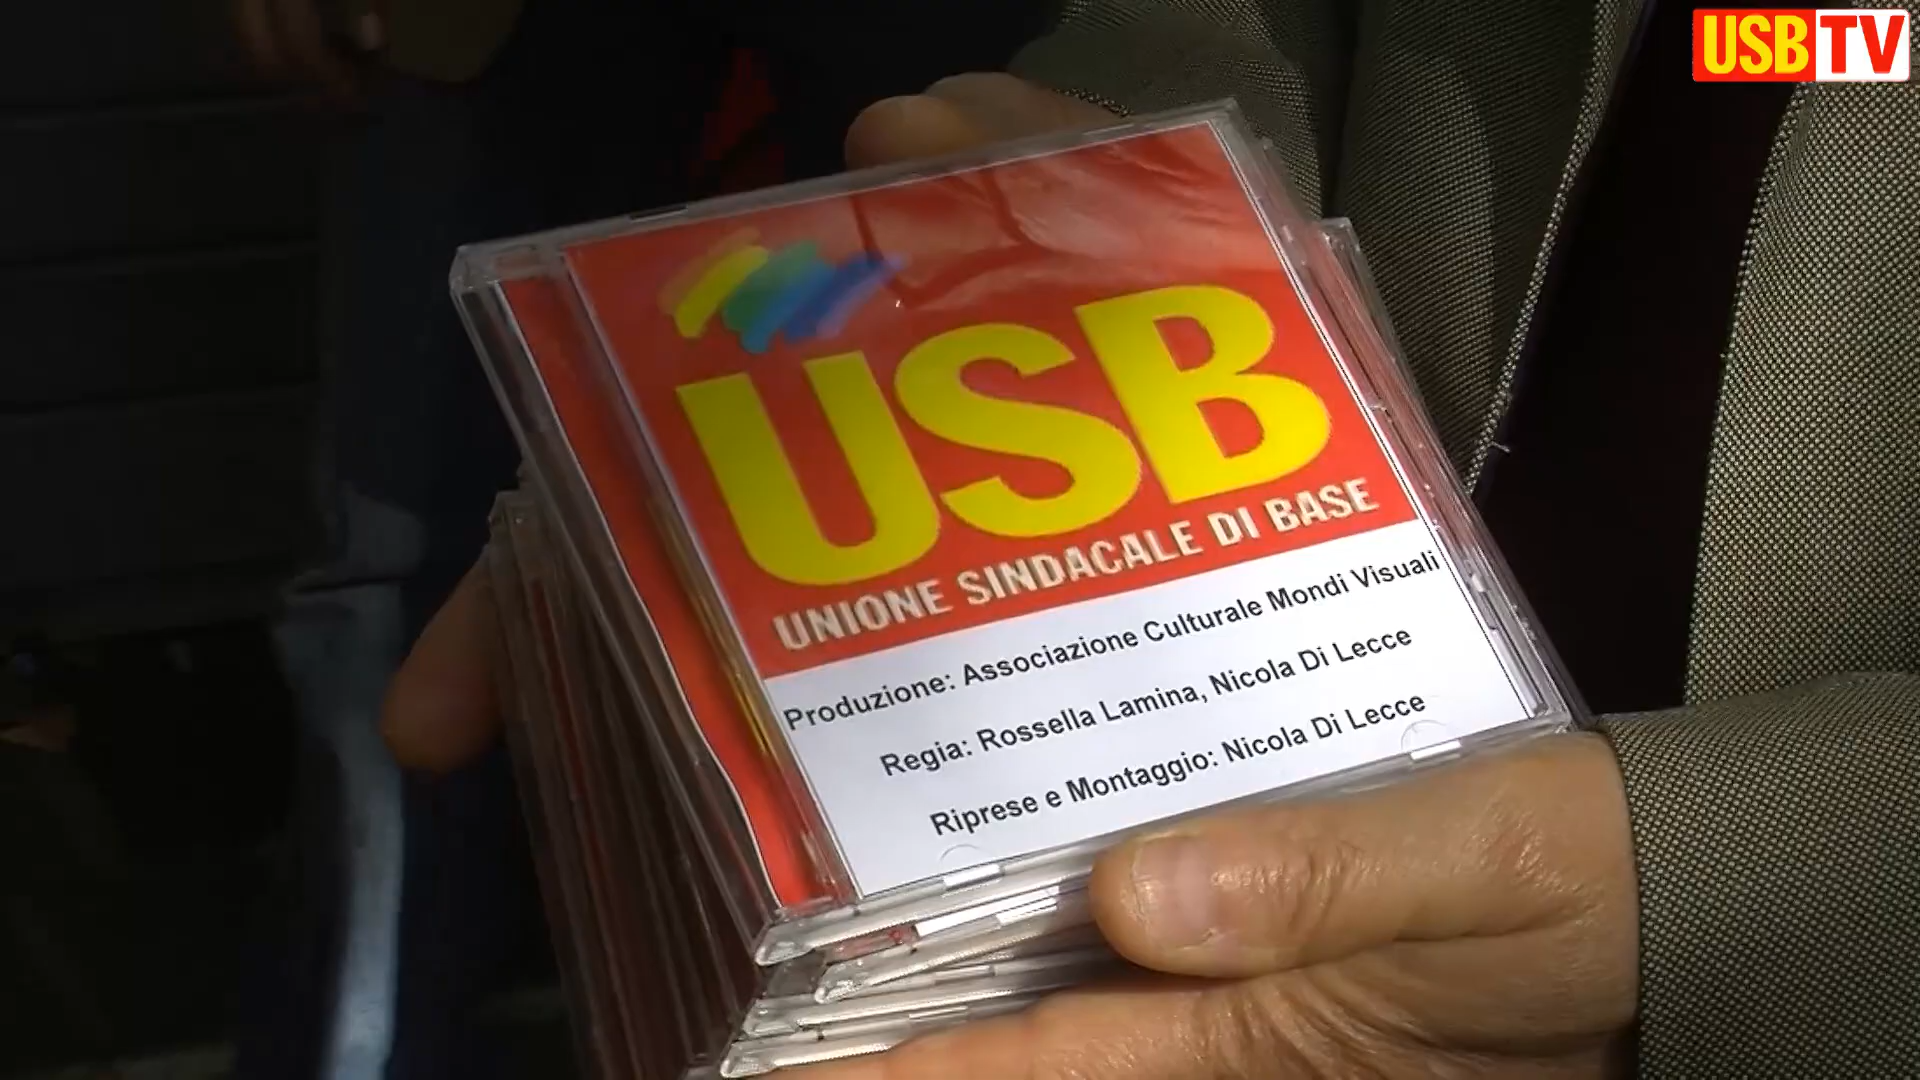 USBTV
USB
UNIONE SINDACALE DI BASE
Produzione: Associazione Culturale Mondi Visuali
Regia: Rossella Lamina, Nicola Di Lecce
Riprese e Montaggio: Nicola Di Lecce